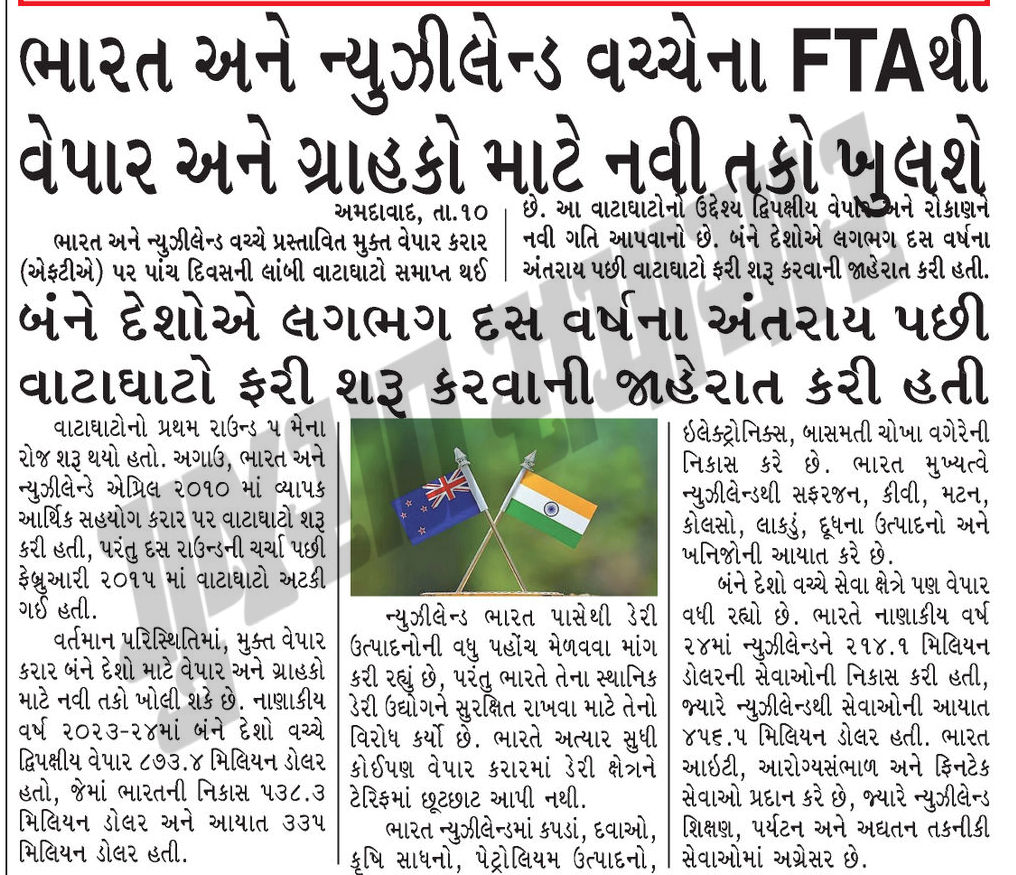 ભારત અને ન્યુઝીલેન્ડ વચ્ચેના FTAથી
વેપાર અને ગ્રાહકો માટે નવી તકો ખુલશે
અમદાવાદ, તા.૧૦
ભારત અને ન્યુઝીલેન્ડ વચ્ચે પ્રસ્તાવિત મુક્ત વેપાર કરાર
(એફટીએ) પર પાંચ દિવસની લાંબી વાટાઘાટો સમાપ્ત થઈ
છે. આ વાટાઘાટોનો ઉદ્દેશ્ય દ્વિપક્ષીય વેપાર અને રોકાણને
નવી ગતિ આપવાનો છે. બંને દેશોએ લગભગ દસ વર્ષના
અંતરાય પછી વાટાઘાટો ફરી શરૂ કરવાની જાહેરાત કરી હતી.
બંને દેશોએ લગભગ દસ વર્ષના અંતરાય પછી
વાટાઘાટો ફરી શરૂ કરવાની જાહેરાત કરી હતી
વાટાઘાટોનો પ્રથમ રાઉન્ડ ૫ મેના
રોજ શરૂ થયો હતો. અગાઉ, ભારત અને
ન્યુઝીલેન્ડે એપ્રિલ ૨૦૧૦ માં વ્યાપક
આર્થિક સહયોગ કરાર પર વાટાઘાટો શરૂ
કરી હતી, પરંતુ દસ રાઉન્ડની ચર્ચા પછી
ફેબ્રુઆરી ૨૦૧૫ માં વાટાઘાટો અટકી
ગઈ હતી.
વર્તમાન પરિસ્થિતિમાં, મુક્ત વેપાર
કરાર બંને દેશો માટે વેપાર અને ગ્રાહકો
માટે નવી તકો ખોલી શકે છે. નાણાકીય
વર્ષ ૨૦૨૩-૨૪માં બંને દેશો વચ્ચે
દ્વિપક્ષીય વેપાર ૮૭૩.૪ મિલિયન ડોલર
હતો, જેમાં ભારતની નિકાસ ૫૩૮.૩
મિલિયન ડોલર અને આયાત ૩૩૫
મિલિયન ડોલર હતી.
ન્યુઝીલેન્ડ ભારત પાસેથી ડેરી
ઉત્પાદનોની વધુ પહોંચ મેળવવા માંગ
કરી રહ્યું છે, પરંતુ ભારતે તેના સ્થાનિક
ડેરી ઉદ્યોગને સુરક્ષિત રાખવા માટે તેનો
વિરોધ કર્યો છે. ભારતે અત્યાર સુધી
કોઈપણ વેપાર કરારમાં ડેરી ક્ષેત્રને
ટેરિફમાં છૂટછાટ આપી નથી.
ભારત ન્યુઝીલેન્ડમાં કપડાં, દવાઓ,
કૃષિ સાધનો, પેટ્રોલિયમ ઉત્પાદનો,
ઇલેક્ટ્રોનિક્સ, બાસમતી ચોખા વગેરેની
નિકાસ કરે છે. ભારત મુખ્યત્વે
ન્યુઝીલેન્ડથી સફરજન, કીવી, મટન,
કોલસો, લાકડું, દૂધના ઉત્પાદનો અને
ખનિજોની આયાત કરે છે.
બંને દેશો વચ્ચે સેવા ક્ષેત્રે પણ વેપાર
વધી રહ્યો છે. ભારતે નાણાકીય વર્ષ
૨૪માં ન્યુઝીલેન્ડને ૨૧૪.૧ મિલિયન
ડોલરની સેવાઓની નિકાસ કરી હતી,
જ્યારે ન્યુઝીલેન્ડથી સેવાઓની આયાત
૪૫૬.૫ મિલિયન ડોલર હતી. ભારત
આઇટી, આરોગ્યસંભાળ અને ફિનટેક
સેવાઓ પ્રદાન કરે છે, જ્યારે ન્યુઝીલેન્ડ
શિક્ષણ, પર્યટન અને અદ્યતન તકનીકી
સેવાઓમાં અગ્રેસર છે.